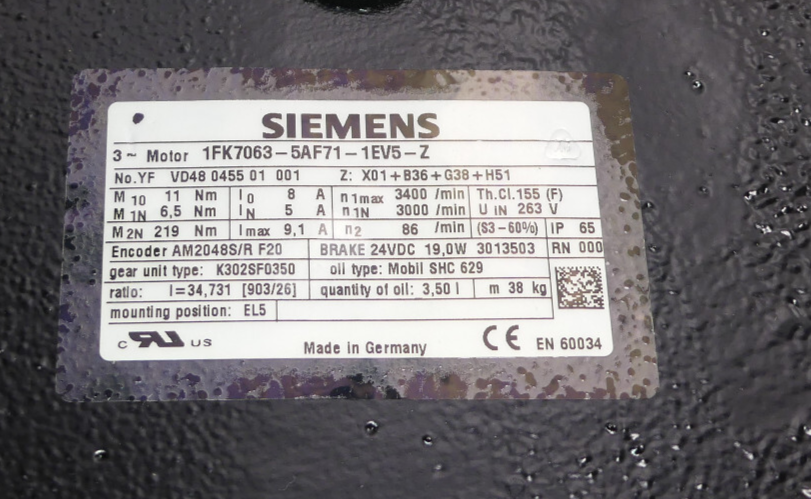 SIEMENS
3 ~ Motor 1FK7063-5AF71-1EV5-Z
No.YF VD48 0455 01 001 Z: X01+B36+G38+H51
M 10 11 Nm I0 8 A n1max 3400 /min Th.Cl.155 (F)
M 1N 6,5 Nm IN 5 A n1N 3000 /min U IN 263 V
M 2N 219 Nm Imax 9,1 A n2 86 /min (S3-60%) IP 65
Encoder AM2048S/R F20 BRAKE 24VDC 19,0W 3013503 RN 000
gear unit type: K302SF0350 oil type: Mobil SHC 629
ratio: I=34,731 [903/26] quantity of oil: 3,50 l m 38 kg
mounting position: EL5
C RU US Made in Germany CE EN 60034